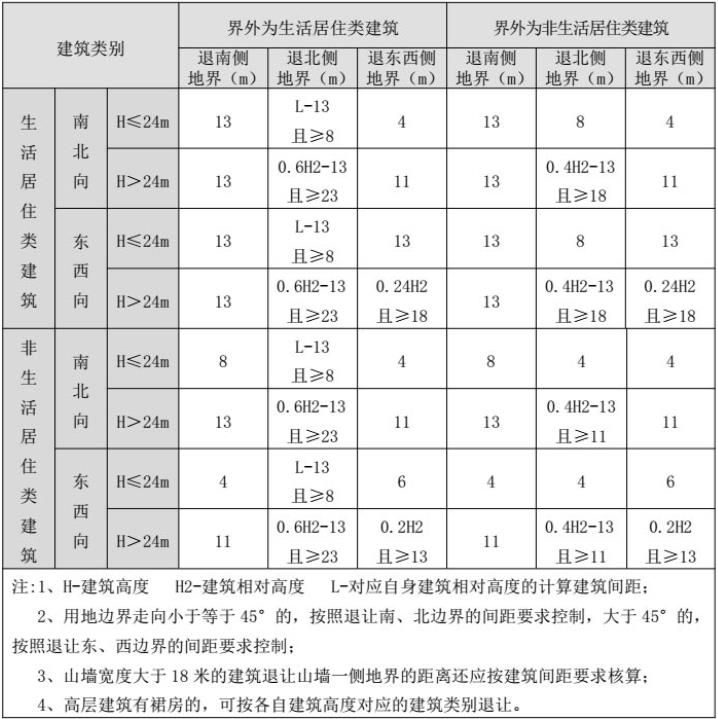 建筑类别
界外为生活居住类建筑
界外为非生活居住类建筑
退南侧
地界（m）
退北侧
地界（m）
退东西侧
地界（m）
退南侧
地界（m）
退北侧
地界（m）
退东西侧
地界（m）
生活居住类建筑
南北向
H≤24m
13
L-13
且≥8
4
13
8
4
H＞24m
13
0.6H2-13
且≥23
11
13
0.4H2-13
且≥18
11
东西向
H≤24m
13
L-13
且≥8
13
13
8
13
H＞24m
13
0.6H2-13
且≥23
0.24H2
且≥18
13
0.4H2-13
且≥18
0.24H2
且≥18
非生活居住类建筑
南北向
H≤24m
8
L-13
且≥8
4
8
4
4
H＞24m
13
0.6H2-13
且≥23
11
13
0.4H2-13
且≥11
11
东西向
H≤24m
4
L-13
且≥8
6
4
4
6
H＞24m
11
0.6H2-13
且≥23
0.2H2
且≥13
11
0.4H2-13
且≥11
0.2H2
且≥13
注:1、H-建筑高度 H2-建筑相对高度 L-对应自身建筑相对高度的计算建筑间距；
2、用地边界走向小于等于45°的，按照退让南、北边界的间距要求控制，大于45°的，
按照退让东、西边界的间距要求控制；
3、山墙宽度大于18米的建筑退让山墙一侧地界的距离还应按建筑间距要求核算；
4、高层建筑有裙房的，可按各自建筑高度对应的建筑类别退让。